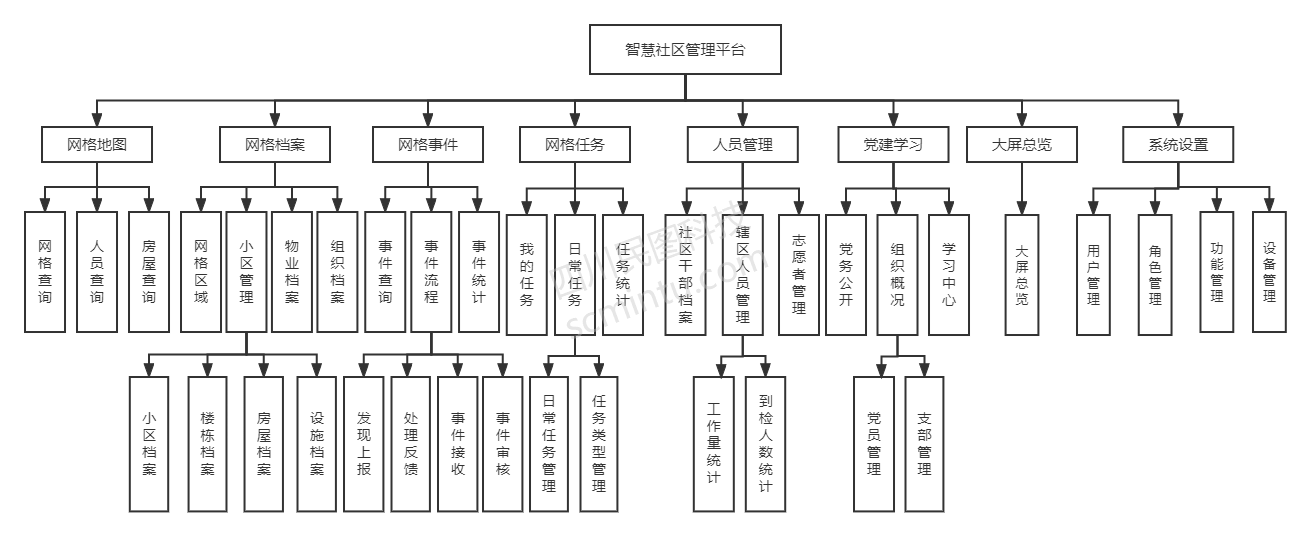 智慧社区管理平台
网格地图
网格档案
网格事件
网格任务
人员管理
党建学习
大屏总览
系统设置
网格查询
人员查询
房屋查询
网格区域
小区管理
物业档案
组织档案
事件查询
事件流程
事件统计
我的任务
日常任务
任务统计
社区干部档案
辖区人员管理
志愿者管理
党务公开
组织概况
学习中心
大屏总览
用户管理
角色管理
功能管理
设备管理
四川民图科技
scmintu.com
小区档案
楼栋档案
房屋档案
设施档案
发现上报
处理反馈
事件接收
事件审核
日常任务管理
任务类型管理
工作量统计
到检人数统计
党员管理
支部管理